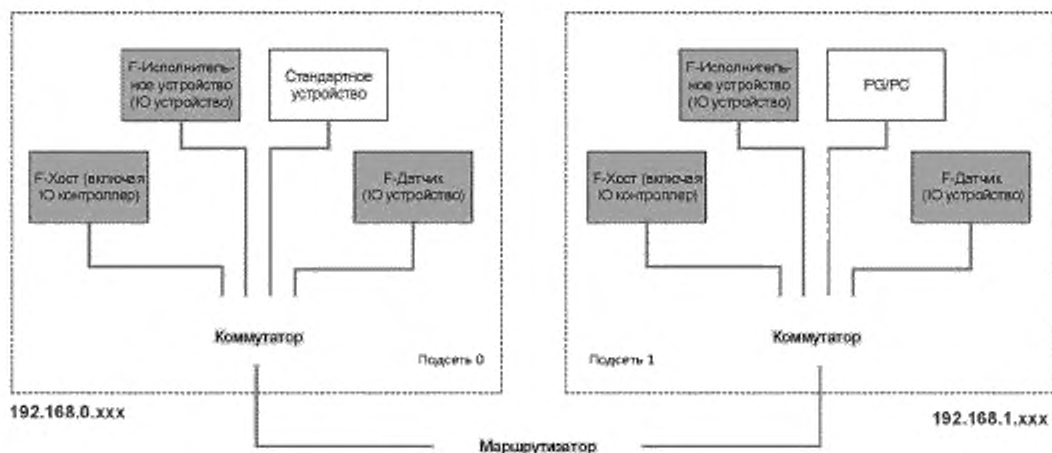 F-Исполнитель-
ное устройство
(IO устройство)
Стандартное
устройство
F-Хост (включая
IO контроллер)
F-Датчик
(IO устройство)
Коммутатор
Подсеть 0
192.168.0.xxx
F-Исполнитель-
ное устройство
(IO устройство)
PG/PC
F-Хост (включая
IO контроллер)
F-Датчик
(IO устройство)
Коммутатор
Подсеть 1
192.168.1.xxx
Маршрутизатор